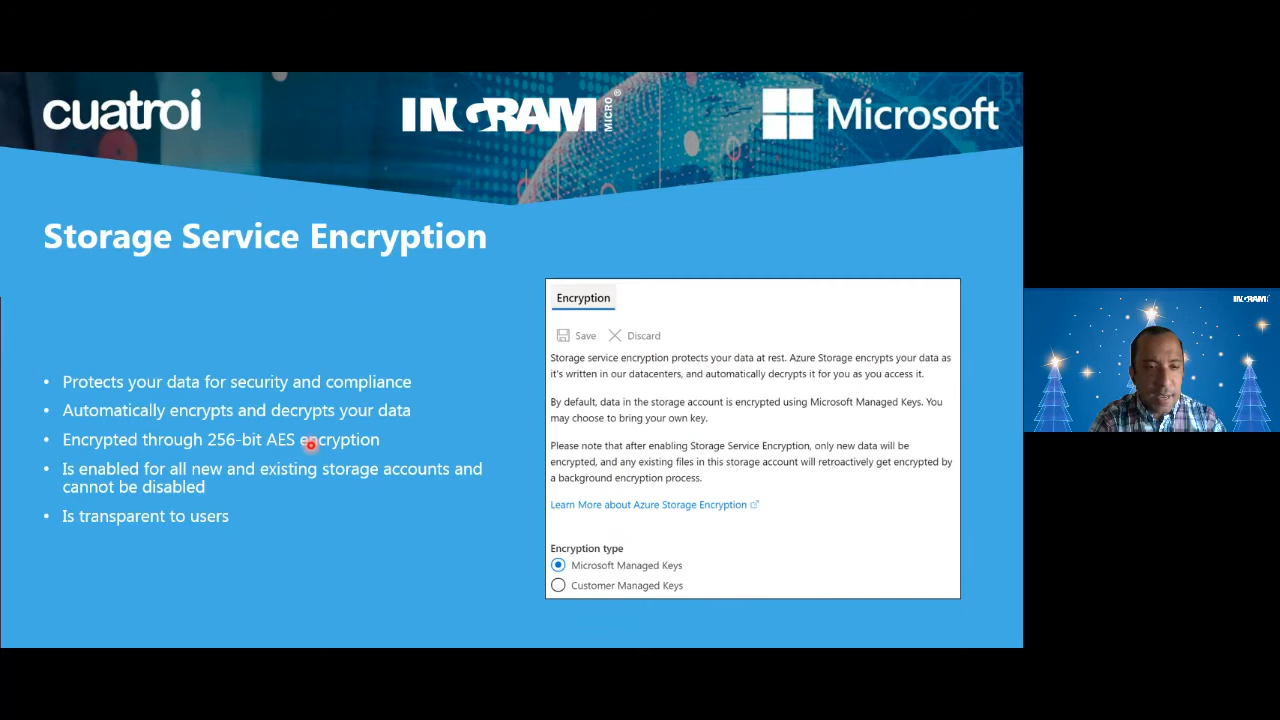 cuatroi
INGRAM MICRO®
Microsoft
INGRAM
Storage Service Encryption
• Protects your data for security and compliance
• Automatically encrypts and decrypts your data
• Encrypted through 256-bit AES encryption
• Is enabled for all new and existing storage accounts and
cannot be disabled
• Is transparent to users
Encryption
Save Discard
Storage service encryption protects your data at rest. Azure Storage encrypts your data as
it's written in our datacenters, and automatically decrypts it for you as you access it.
By default, data in the storage account is encrypted using Microsoft Managed Keys. You
may choose to bring your own key.
Please note that after enabling Storage Service Encryption, only new data will be
encrypted, and any existing files in this storage account will retroactively get encrypted by
a background encryption process.
Learn More about Azure Storage Encryption
Encryption type
Microsoft Managed Keys
Customer Managed Keys